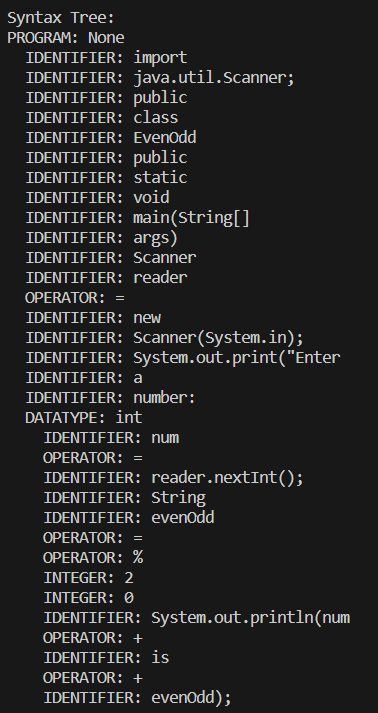 Syntax Tree:
PROGRAM: None
IDENTIFIER: import
IDENTIFIER: java.util.Scanner;
IDENTIFIER: public
IDENTIFIER: class
IDENTIFIER: EvenOdd
IDENTIFIER: public
IDENTIFIER: static
IDENTIFIER: void
IDENTIFIER: main(String[]
IDENTIFIER: args)
IDENTIFIER: Scanner
IDENTIFIER: reader
OPERATOR: =
IDENTIFIER: new
IDENTIFIER: Scanner(System.in);
IDENTIFIER: System.out.print("Enter
IDENTIFIER: a
IDENTIFIER: number:
DATATYPE: int
IDENTIFIER: num
OPERATOR: =
IDENTIFIER: reader.nextInt();
IDENTIFIER: String
IDENTIFIER: evenOdd
OPERATOR: =
OPERATOR: %
INTEGER: 2
INTEGER: 0
IDENTIFIER: System.out.println(num
OPERATOR: +
IDENTIFIER: is
OPERATOR: +
IDENTIFIER: evenOdd);